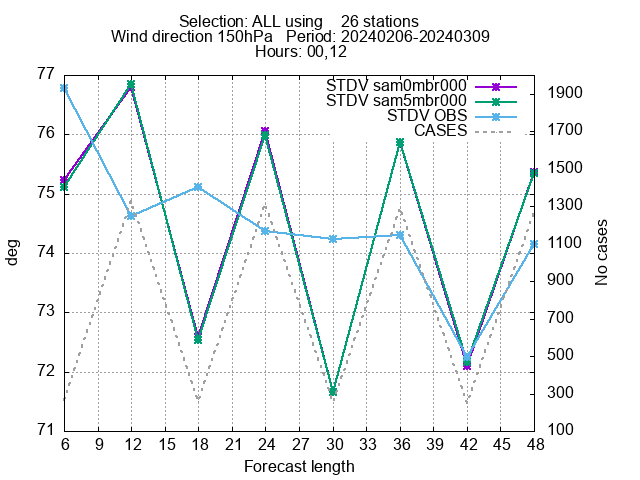 Selection: ALL using    26 stations
Wind direction 150hPa   Period: 20240206-20240309
Hours: 00,12
STDV sam0mbr000
STDV sam5mbr000
STDV OBS
CASES
77
76
75
74
73
72
71
deg
1900
1700
1500
1300
1100
900
700
500
300
100
No cases
6 9 12 15 18 21 24 27 30 33 36 39 42 45 48
Forecast length